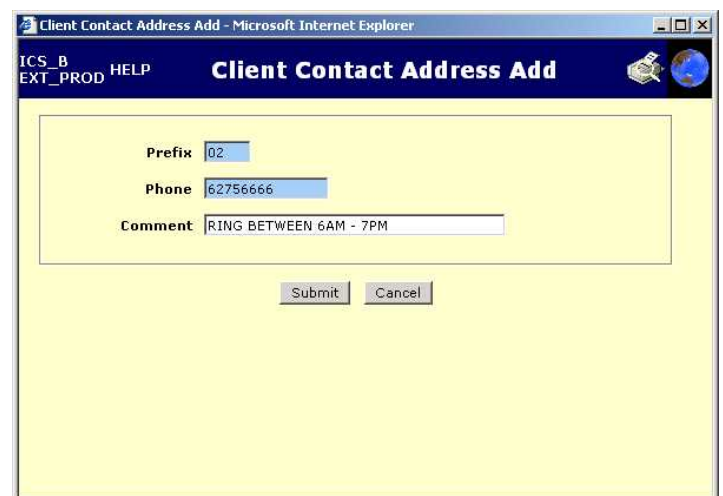 Client Contact Address Add - Microsoft Internet Explorer
ICS_B
EXT_PROD HELP Client Contact Address Add
Prefix 02
Phone 62756666
Comment RING BETWEEN 6AM - 7PM
Submit Cancel